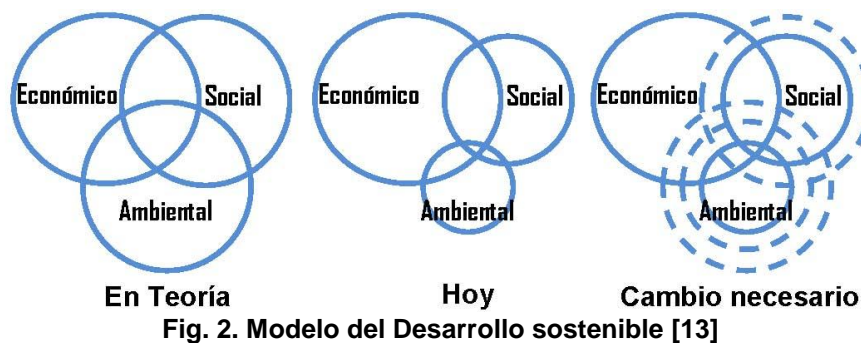 Económico
Social
Ambiental
En Teoría
Económico
Social
Ambiental
Hoy
Económico
Social
Ambiental
Cambio necesario
Fig. 2. Modelo del Desarrollo sostenible [13]